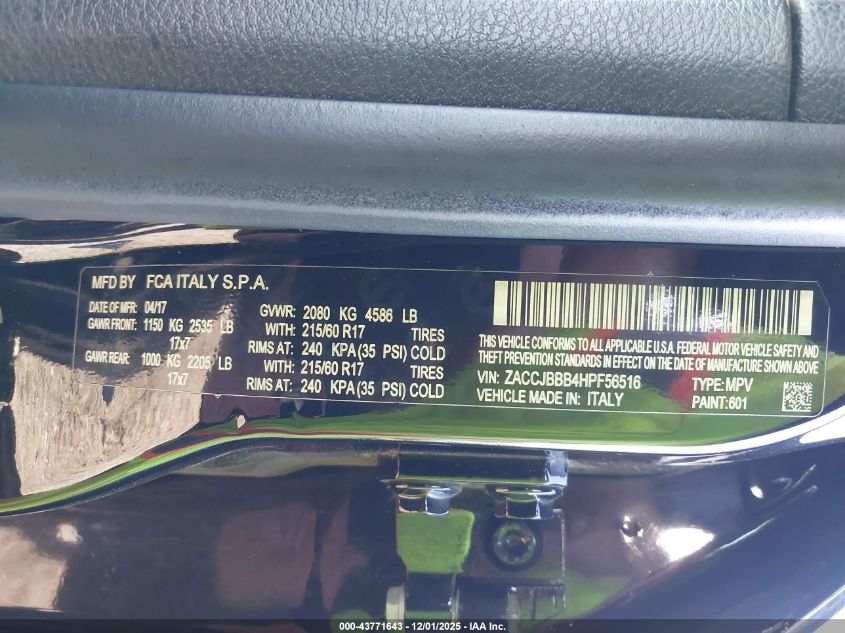 MFD BY FCA ITALY S.P.A.
DATE OF MFR 04/17
GAWR FRONT: 1150 KG 2535 LB
17x7
GAWR REAR: 1000 KG 2205 LB
17x7
GVWR: 2080 KG 4586 LB
WITH: 215/60 R17 TIRES
RIMS AT: 240 KPA (35 PSI) COLD
WITH: 215/60 R17 TIRES
RIMS AT: 240 KPA (35 PSI) COLD
THIS VEHICLE CONFORMS TO ALL APPLICABLE U.S.A. FEDERAL MOTOR VEHICLE SAFETY AND
THEFT PREVENTION STANDARDS IN EFFECT ON THE DATE OF MANUFACTURE SHOWN ABOVE
VIN: ZACCJBBB4HPF56516 TYPE: MPV
VEHICLE MADE IN: ITALY PAINT: 601
000-43771643 - 12/01/2025 - IAA Inc.